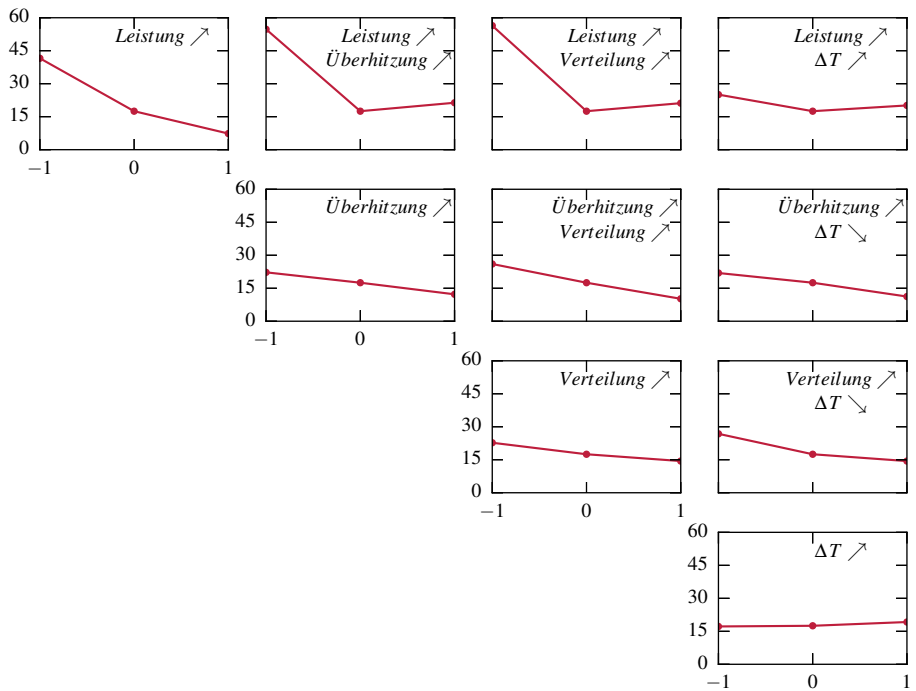 60
45
30
15
0
−1 0 1
Leistung ↗
Leistung ↗
Überhitzung ↗
Leistung ↗
Verteilung ↗
Leistung ↗
ΔT ↗
60
45
30
15
0
−1 0 1
Überhitzung ↗
Überhitzung ↗
Verteilung ↗
Überhitzung ↗
ΔT ↘
60
45
30
15
0
−1 0 1
Verteilung ↗
Verteilung ↗
ΔT ↘
60
45
30
15
0
−1 0 1
ΔT ↗